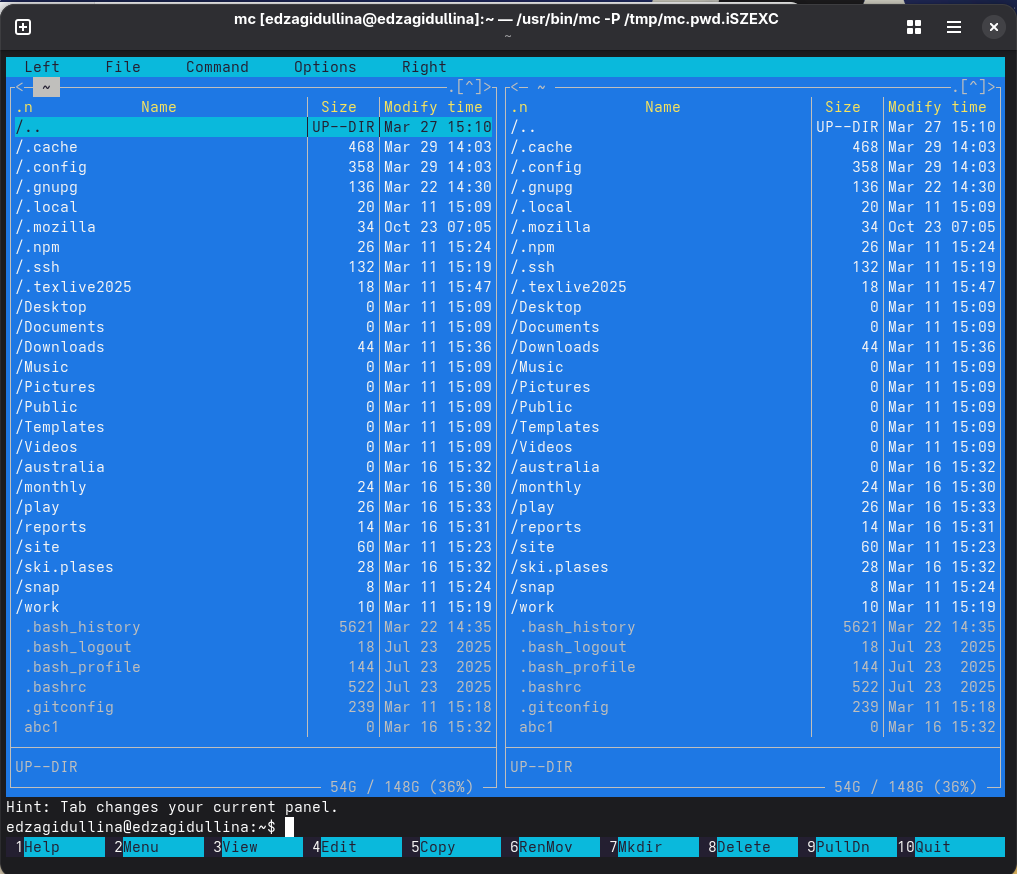 mc [edzagidullina@edzagidullina]:~ — /usr/bin/mc -P /tmp/mc.pwd.iSZEXC
~
Left File Command Options Right
<─ ~ .[^]> <─ ~ .[^]>
.n Name Size Modify time .n Name Size Modify time
/.. UP--DIR Mar 27 15:10 /.. UP--DIR Mar 27 15:10
/.cache 468 Mar 29 14:03 /.cache 468 Mar 29 14:03
/.config 358 Mar 29 14:03 /.config 358 Mar 29 14:03
/.gnupg 136 Mar 22 14:30 /.gnupg 136 Mar 22 14:30
/.local 20 Mar 11 15:09 /.local 20 Mar 11 15:09
/.mozilla 34 Oct 23 07:05 /.mozilla 34 Oct 23 07:05
/.npm 26 Mar 11 15:24 /.npm 26 Mar 11 15:24
/.ssh 132 Mar 11 15:19 /.ssh 132 Mar 11 15:19
/.texlive2025 18 Mar 11 15:47 /.texlive2025 18 Mar 11 15:47
/Desktop 0 Mar 11 15:09 /Desktop 0 Mar 11 15:09
/Documents 0 Mar 11 15:09 /Documents 0 Mar 11 15:09
/Downloads 44 Mar 11 15:36 /Downloads 44 Mar 11 15:36
/Music 0 Mar 11 15:09 /Music 0 Mar 11 15:09
/Pictures 0 Mar 11 15:09 /Pictures 0 Mar 11 15:09
/Public 0 Mar 11 15:09 /Public 0 Mar 11 15:09
/Templates 0 Mar 11 15:09 /Templates 0 Mar 11 15:09
/Videos 0 Mar 11 15:09 /Videos 0 Mar 11 15:09
/australia 0 Mar 16 15:32 /australia 0 Mar 16 15:32
/monthly 24 Mar 16 15:30 /monthly 24 Mar 16 15:30
/play 26 Mar 16 15:33 /play 26 Mar 16 15:33
/reports 14 Mar 16 15:31 /reports 14 Mar 16 15:31
/site 60 Mar 11 15:23 /site 60 Mar 11 15:23
/ski.plases 28 Mar 16 15:32 /ski.plases 28 Mar 16 15:32
/snap 8 Mar 11 15:24 /snap 8 Mar 11 15:24
/work 10 Mar 11 15:19 /work 10 Mar 11 15:19
.bash_history 5621 Mar 22 14:35 .bash_history 5621 Mar 22 14:35
.bash_logout 18 Jul 23 2025 .bash_logout 18 Jul 23 2025
.bash_profile 144 Jul 23 2025 .bash_profile 144 Jul 23 2025
.bashrc 522 Jul 23 2025 .bashrc 522 Jul 23 2025
.gitconfig 239 Mar 11 15:18 .gitconfig 239 Mar 11 15:18
abc1 0 Mar 16 15:32 abc1 0 Mar 16 15:32
UP--DIR UP--DIR
54G / 148G (36%) 54G / 148G (36%)
Hint: Tab changes your current panel.
edzagidullina@edzagidullina:~$
1Help 2Menu 3View 4Edit 5Copy 6RenMov 7Mkdir 8Delete 9PullDn 10Quit